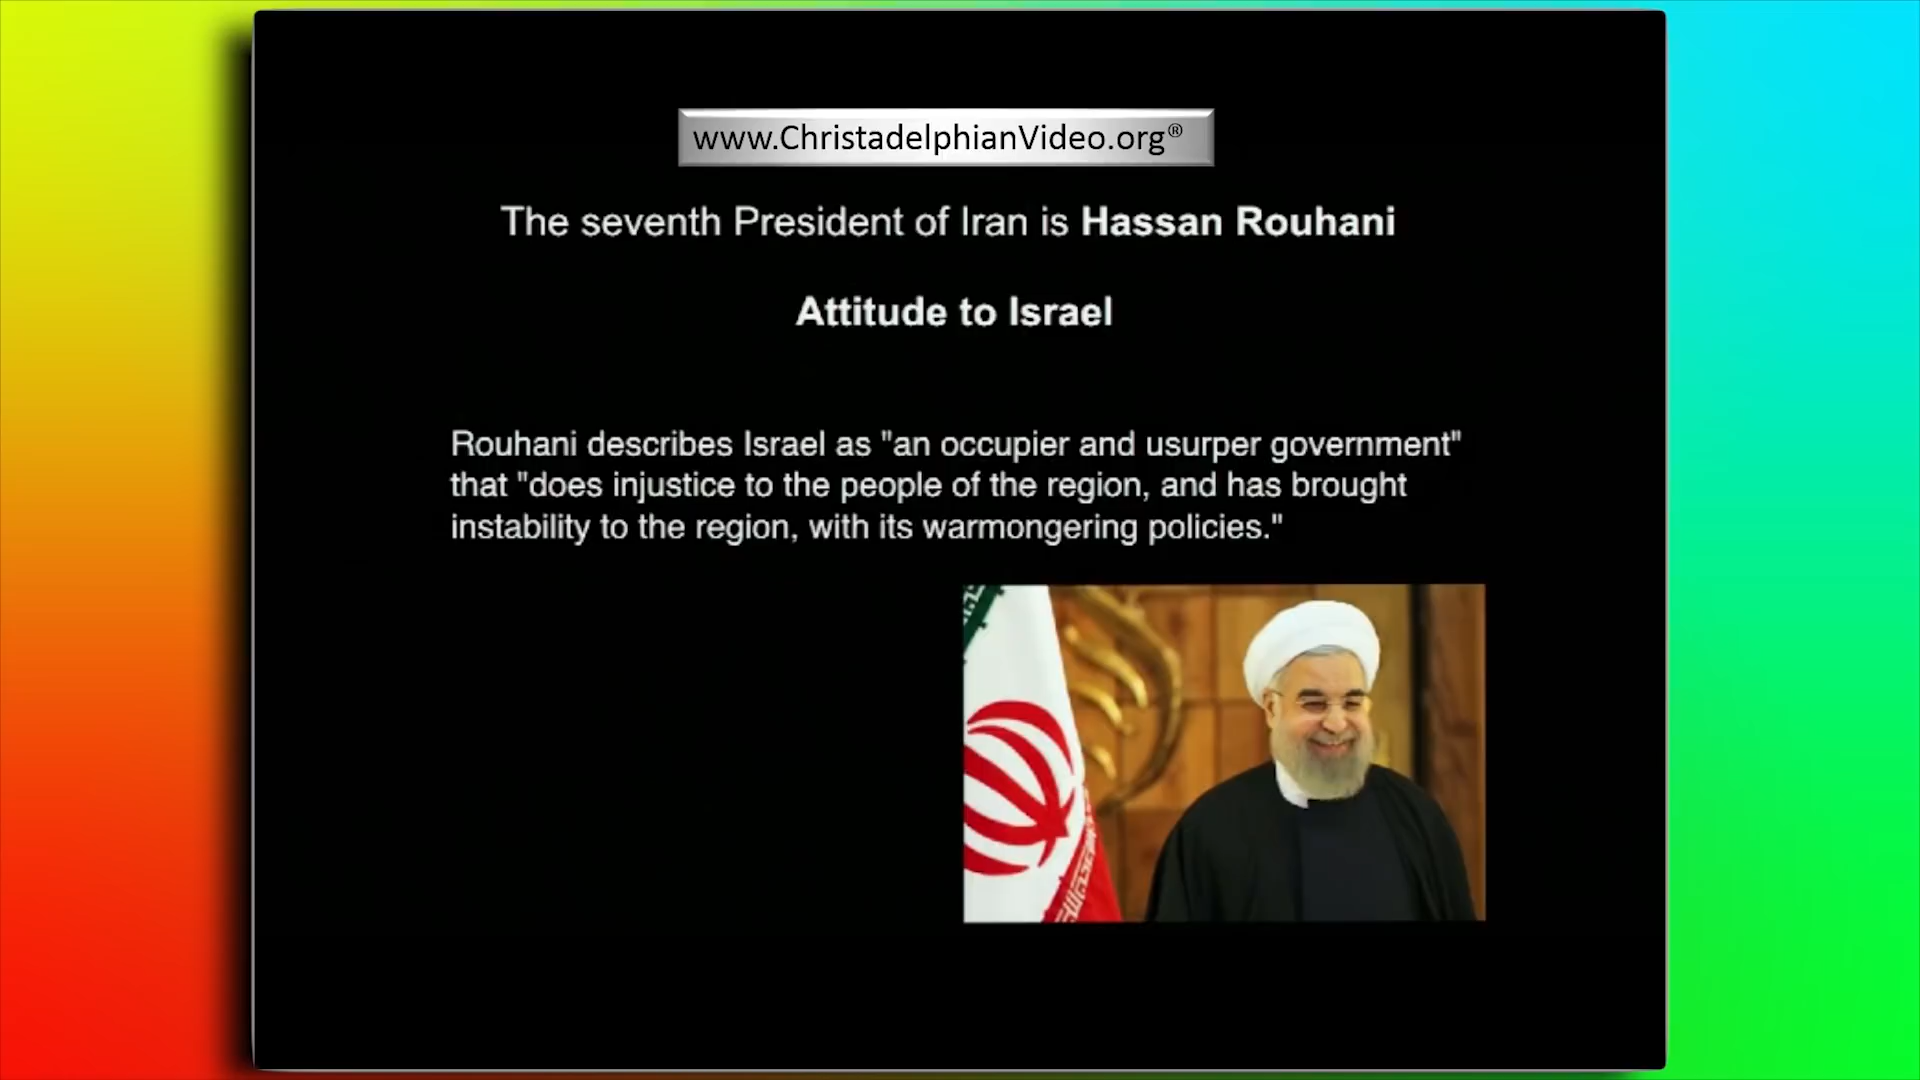 www.ChristadelphianVideo.org®
The seventh President of Iran is Hassan Rouhani
Attitude to Israel
Rouhani describes Israel as "an occupier and usurper government"
that "does injustice to the people of the region, and has brought
instability to the region, with its warmongering policies."